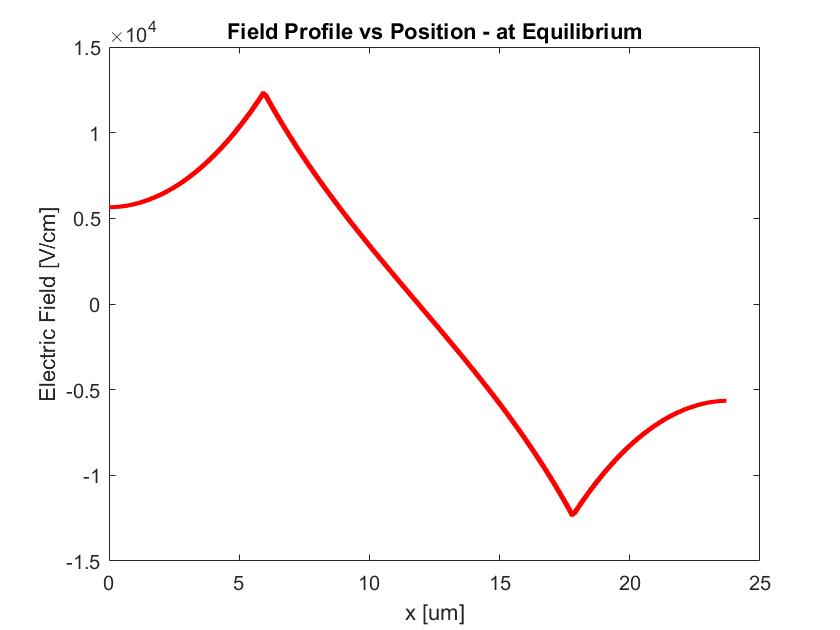 Field Profile vs Position - at Equilibrium
×10^4
1.5
1
0.5
0
-0.5
-1
-1.5
Electric Field [V/cm]
0 5 10 15 20 25
x [um]